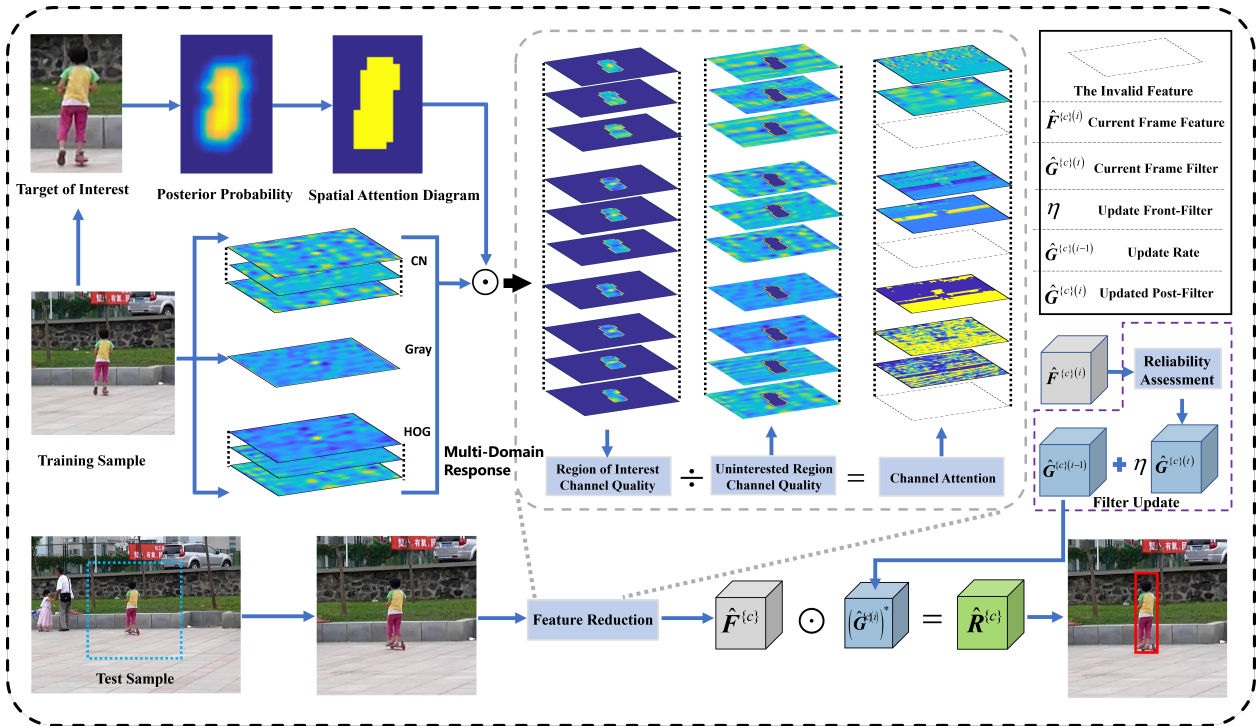 Target of Interest
Posterior Probability
Spatial Attention Diagram
CN
Gray
HOG
Training Sample
Multi-Domain
Response
Region of Interest
Channel Quality
÷
Uninterested Region
Channel Quality
=
Channel Attention
The Invalid Feature
F̂^{c}(i) Current Frame Feature
Ĝ^{c}(t) Current Frame Filter
η Update Front-Filter
Ĝ^{c}(i−1) Update Rate
Ĝ^{c}(i) Updated Post-Filter
F̂^{c}(i)
Reliability
Assessment
Ĝ^{c}(i−1) + η Ĝ^{c}(t)
Filter Update
Test Sample
Feature Reduction
F̂^{c} ⊙ (Ĝ^{c}(i))^* = R̂^{c}